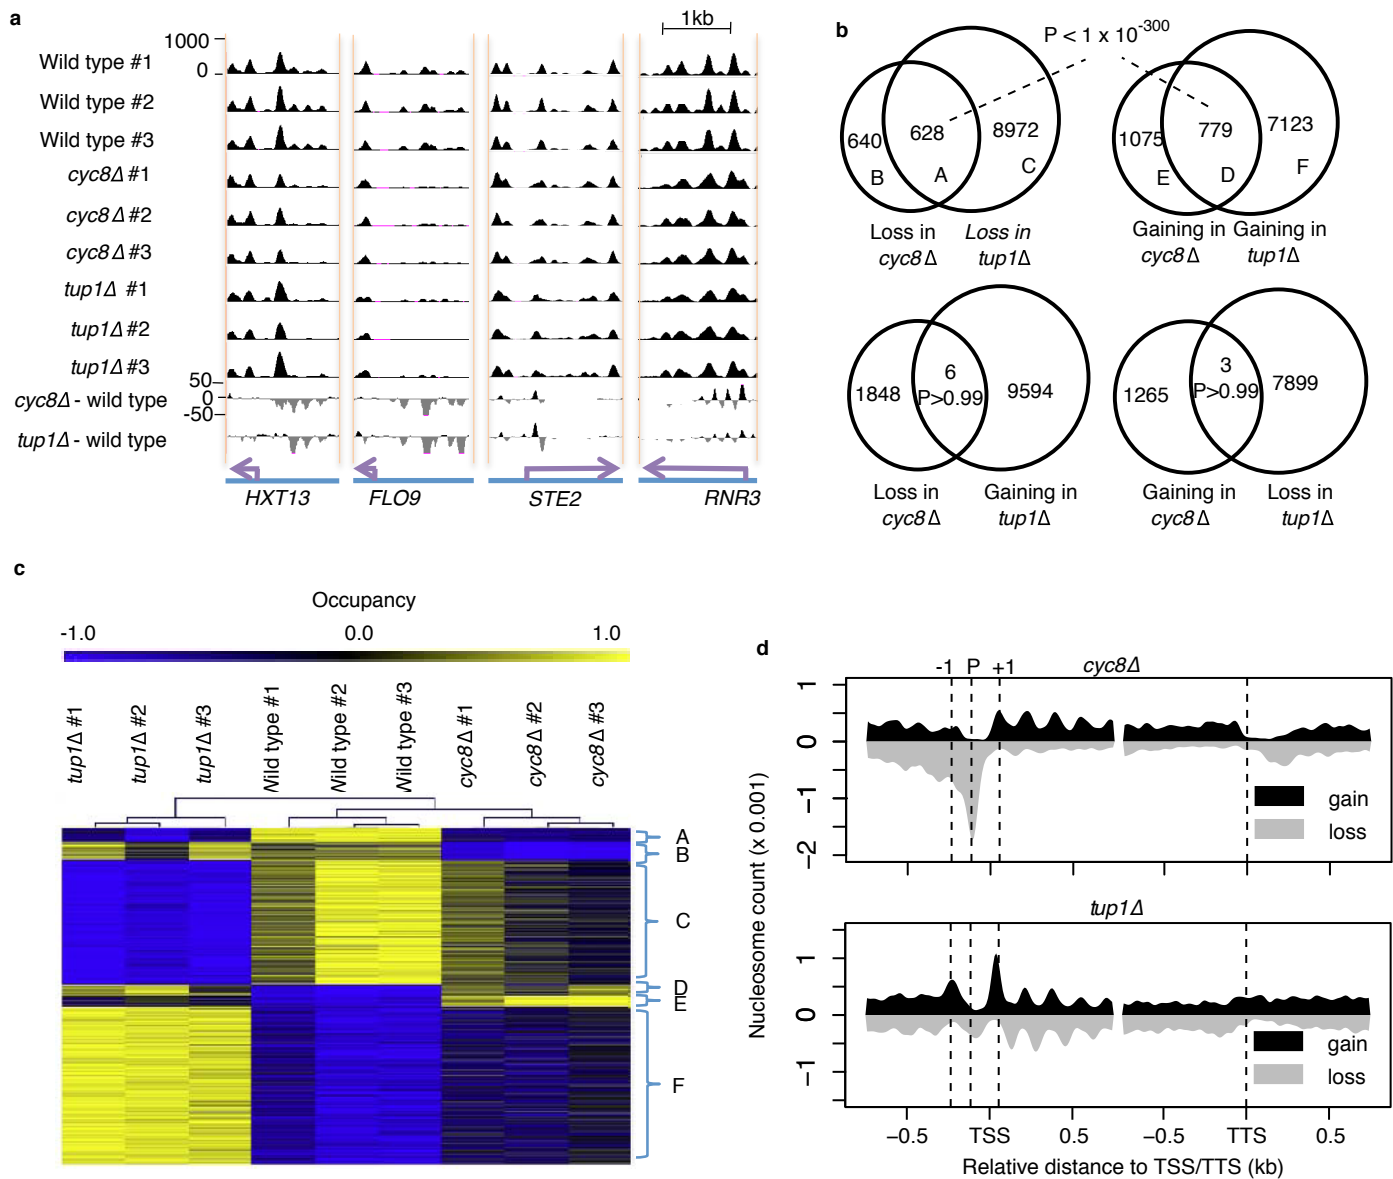 a
1kb
1000
0
Wild type #1
Wild type #2
Wild type #3
cyc8Δ #1
cyc8Δ #2
cyc8Δ #3
tup1Δ #1
tup1Δ #2
tup1Δ #3
50
0
-50
cyc8Δ - wild type
tup1Δ - wild type
HXT13
FLO9
STE2
RNR3
b
P < 1 x 10^-300
640
628
8972
B
A
C
Loss in
cyc8Δ
Loss in
tup1Δ
1075
779
7123
E
D
F
Gaining in
cyc8Δ
Gaining in
tup1Δ
1848
6
P>0.99
9594
Loss in
cyc8Δ
Gaining in
tup1Δ
1265
3
P>0.99
7899
Gaining in
cyc8Δ
Loss in
tup1Δ
c
Occupancy
-1.0
0.0
1.0
tup1Δ #1
tup1Δ #2
tup1Δ #3
Wild type #1
Wild type #2
Wild type #3
cyc8Δ #1
cyc8Δ #2
cyc8Δ #3
A
B
C
D
E
F
d
-1 P +1
cyc8Δ
1
0
−1
−2
gain
loss
Nucleosome count (x 0.001)
tup1Δ
1
0
−1
gain
loss
−0.5 TSS 0.5 −0.5 TTS 0.5
Relative distance to TSS/TTS (kb)